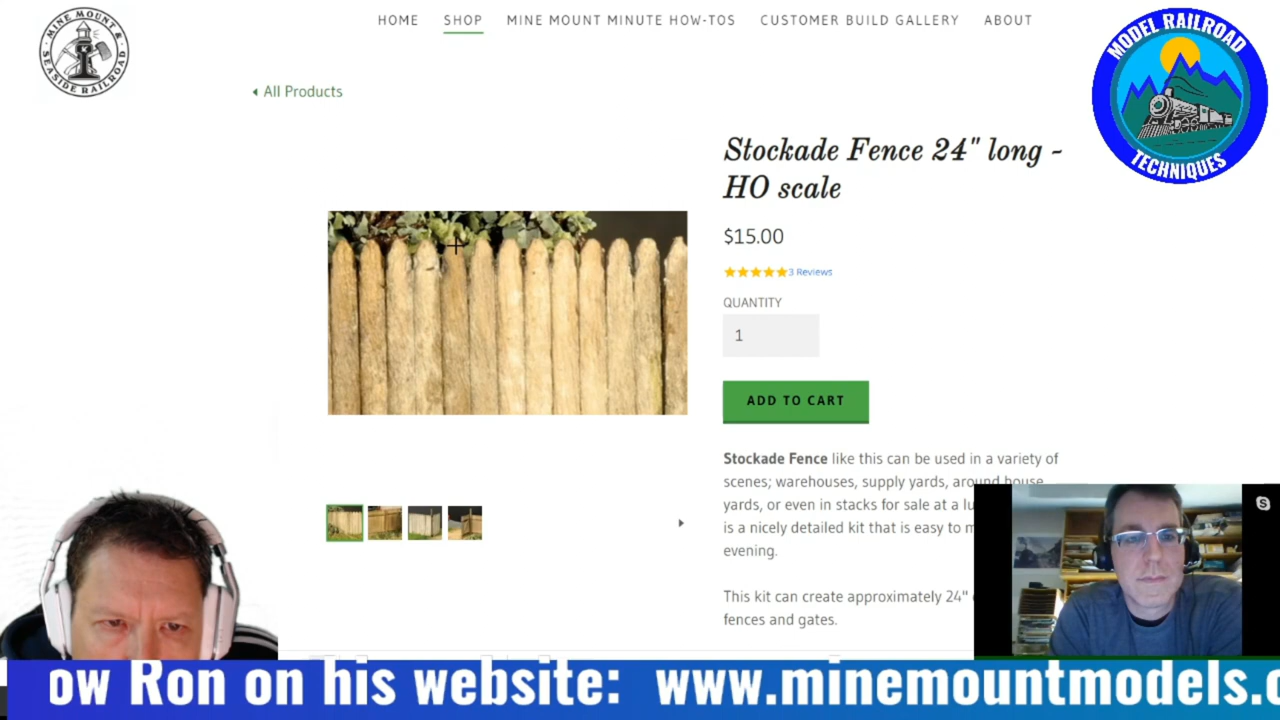 MINE MOUNT &
SEASIDE RAILROAD
HOME SHOP MINE MOUNT MINUTE HOW-TOS CUSTOMER BUILD GALLERY ABOUT
MODEL RAILROAD
TECHNIQUES
All Products
Stockade Fence 24" long -
HO scale
$15.00
3 Reviews
QUANTITY
1
ADD TO CART
Stockade Fence like this can be used in a variety of
scenes; warehouses, supply yards, around house
yards, or even in stacks for sale at a
is a nicely detailed kit that is easy to
evening.
This kit can create approximately 24"
fences and gates.
ow Ron on his website: www.minemountmodels.c